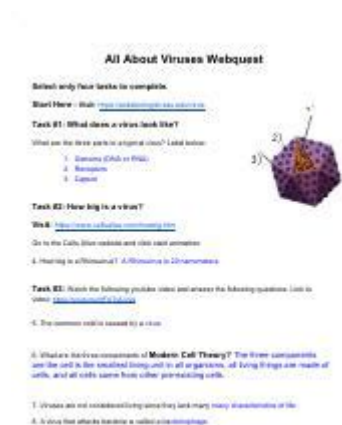 All About Viruses Webquest
Select only four tasks to complete.
Start Here - Visit:
Task #1: What does a virus look like?
What are the three parts to a typical virus? Label below:
1. Genome (DNA or RNA)
2. Receptors
3. Capsid
2)
3)
Task #2: How big is a virus?
Visit:
Go to the Cells Alive website and click start animation
4. How big is a Rhinovirus? A Rhinovirus is 20 nanometers
Task #3: Watch the following youtube video and answer the following questions. Link to
video:
5. The common cold is caused by a virus
6. What are the three components of Modern Cell Theory? The three components
are the cell is the smallest living unit in all organisms, all living things are made of
cells, and all cells come from other pre-existing cells.
7. Viruses are not considered living since they lack many many characteristics of life.
8. A virus that attacks bacteria is called a bacteriophage.